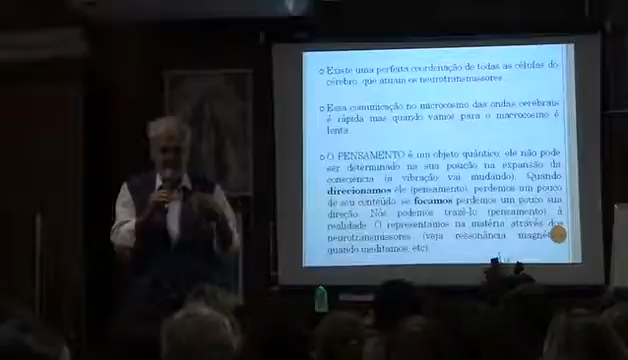 Existe uma perfeita coordenação de todas as células do
cérebro, que atuam os neurotransmissores.
Essa comunicação no microcosmo das ondas cerebrais
é rápida mas quando vamos para o macrocosmo é
lenta.
O PENSAMENTO é um objeto quântico, ele não pode
ser determinado na sua posição na expansão da
consciência (a vibração vai mudando). Quando
direcionamos ele (pensamento), perdemos um pouco
de seu conteúdo, se focamos perdemos um pouco sua
direção. Nós podemos trazê-lo (pensamento) à
realidade. O representamos na matéria através dos
neurotransmissores (veja ressonância
quando meditamos, etc).